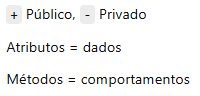 + Público, - Privado
Atributos = dados
Métodos = comportamentos